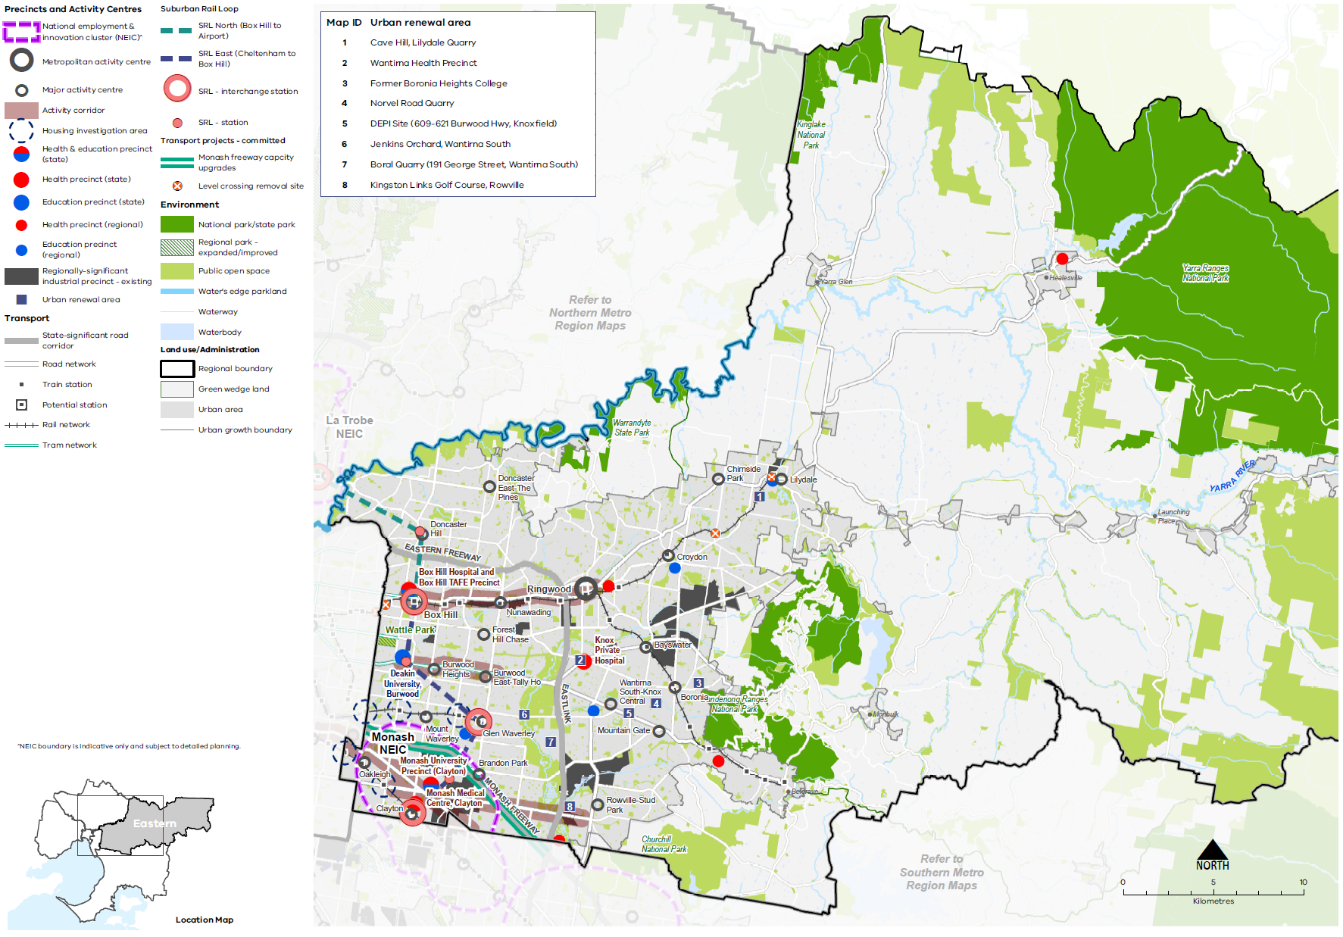 Precincts and Activity Centres
National employment &
innovation cluster (NEIC)*
Metropolitan activity centre
Major activity centre
Activity corridor
Housing investigation area
Health & education precinct
(state)
Health precinct (state)
Education precinct (state)
Health precinct (regional)
Education precinct
(regional)
Regionally-significant
industrial precinct - existing
Urban renewal area
Transport
State-significant road
corridor
Road network
Train station
Potential station
Rail network
Tram network
Suburban Rail Loop
SRL North (Box Hill to
Airport)
SRL East (Cheltenham to
Box Hill)
SRL - interchange station
SRL - station
Transport projects - committed
Monash freeway capcity
upgrades
Level crossing removal site
Environment
National park/state park
Regional park -
expanded/improved
Public open space
Water's edge parkland
Waterway
Waterbody
Land use/Administration
Regional boundary
Green wedge land
Urban area
Urban growth boundary
Map ID Urban renewal area
1 Cave Hill, Lilydale Quarry
2 Wantirna Health Precinct
3 Former Boronia Heights College
4 Norvel Road Quarry
5 DEPI Site (609-621 Burwood Hwy, Knoxfield)
6 Jenkins Orchard, Wantirna South
7 Boral Quarry (191 George Street, Wantirna South)
8 Kingston Links Golf Course, Rowville
Kinglake
National
Park
Yarra Ranges
National Park
Healesville
Yarra Glen
Refer to
Northern Metro
Region Maps
La Trobe
NEIC
Warrandyte
State Park
Chirnside
Park
Lilydale
1
YARRA RIVER
Launching
Place
Doncaster
East-The
Pines
Doncaster
Hill
EASTERN FREEWAY
Croydon
Box Hill Hospital and
Box Hill TAFE Precinct
Ringwood
Box Hill
Nunawading
Wattle Park
Forest
Hill Chase
Knox
Private
Hospital
2
Bayswater
Burwood
Heights
Burwood
East-Tally Ho
Deakin
University,
Burwood
Wantirna
South-Knox
Central
3
Boronia
4
5
Dandenong Ranges
National Park
EASTLINK
6
Mount
Waverley
Glen Waverley
Mountain Gate
Monbulk
7
Monash
NEIC
Monash University
Precinct (Clayton)
Brandon Park
Oakleigh
Monash Medical
Centre, Clayton
MONASH FREEWAY
Clayton
8
Rowville-Stud
Park
Belgrave
Churchill
National Park
Refer to
Southern Metro
Region Maps
NORTH
0 5 10
Kilometres
*NEIC boundary is indicative only and subject to detailed planning.
Eastern
Location Map